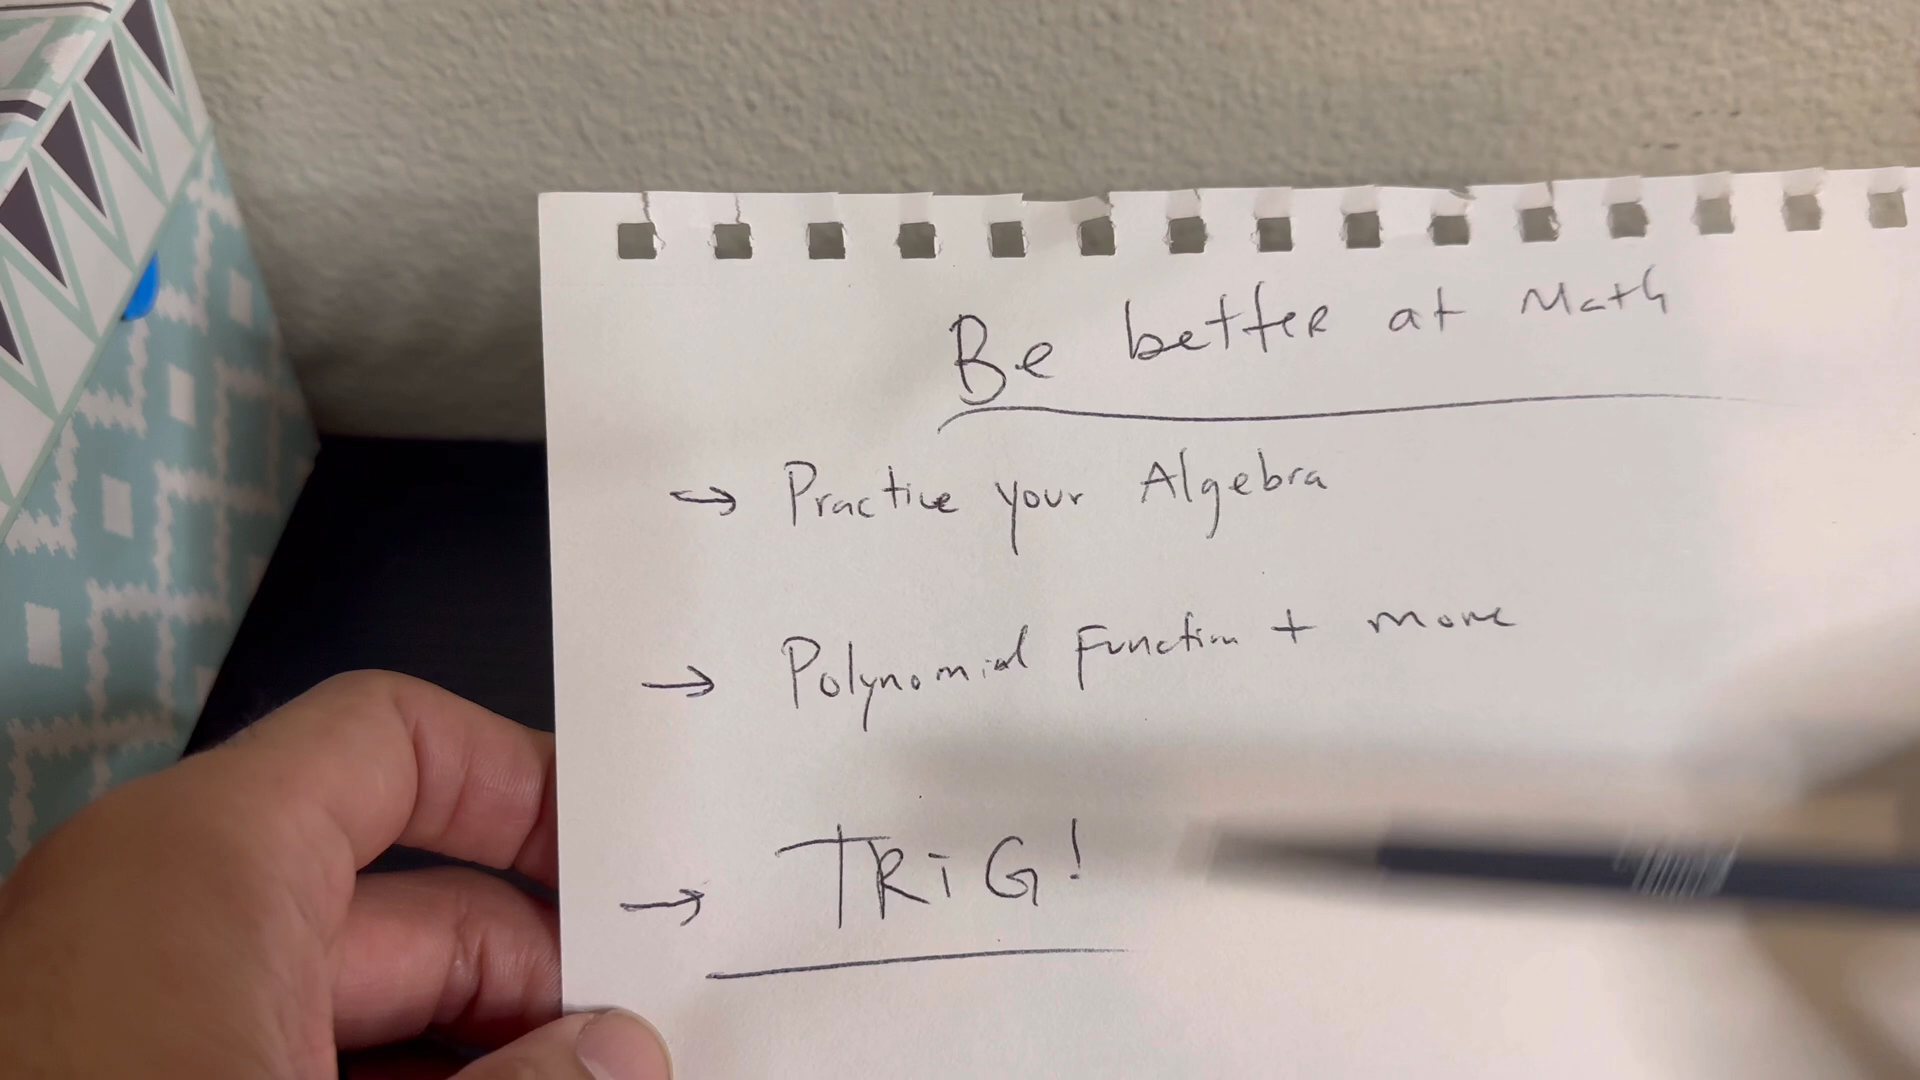 Be better at Math
→ Practice your Algebra
→ Polynomial Function + more
→ TRiG!